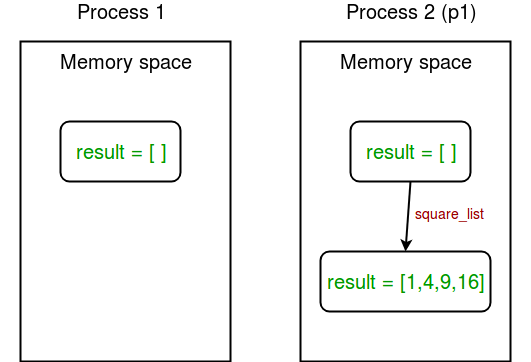 Process 1
Process 2 (p1)
Memory space
Memory space
result = [ ]
result = [ ]
square_list
result = [1,4,9,16]